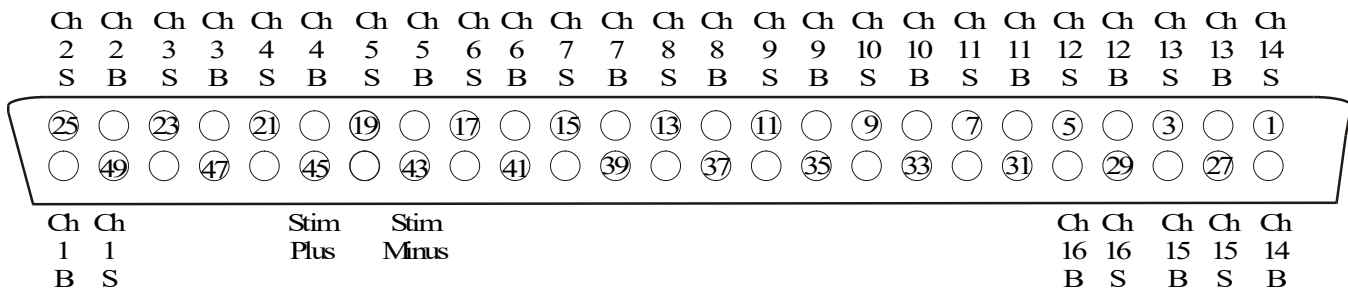 Ch Ch Ch Ch Ch Ch Ch Ch Ch Ch Ch Ch Ch Ch Ch Ch Ch Ch Ch Ch Ch Ch Ch Ch Ch
2 2 3 3 4 4 5 5 6 6 7 7 8 8 9 9 10 10 11 11 12 12 13 13 14
S B S B S B S B S B S B S B S B S B S B S B S B S
25 23 21 19 17 15 13 11 9 7 5 3 1
49 47 45 43 41 39 37 35 33 31 29 27
Ch Ch Stim Stim Ch Ch Ch Ch Ch
1 1 Plus Minus 16 16 15 15 14
B S B S B S B